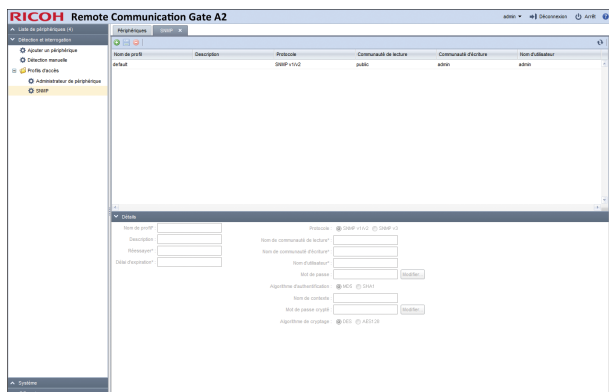 RICOH Remote Communication Gate A2
admin
Déconnexion
Arrêt
Liste de périphériques (4)
Détection et interrogation
Ajouter un périphérique
Détection manuelle
Profils d'accès
Administrateur de périphérique
SNMP
Périphériques
SNMP
Nom de profil Description Protocole Communauté de lecture Communauté d'écriture Nom d'utilisateur
default SNMP v1/v2 public admin admin
Détails
Nom de profil*
Description
Réessayer*
Délai d'expiration*
Protocole : SNMP v1/v2 SNMP v3
Nom de communauté de lecture*
Nom de communauté d'écriture*
Nom d'utilisateur*
Mot de passe Modifier...
Algorithme d'authentification : MD5 SHA1
Nom de contexte
Mot de passe crypté Modifier...
Algorithme de cryptage : DES AES128
Système